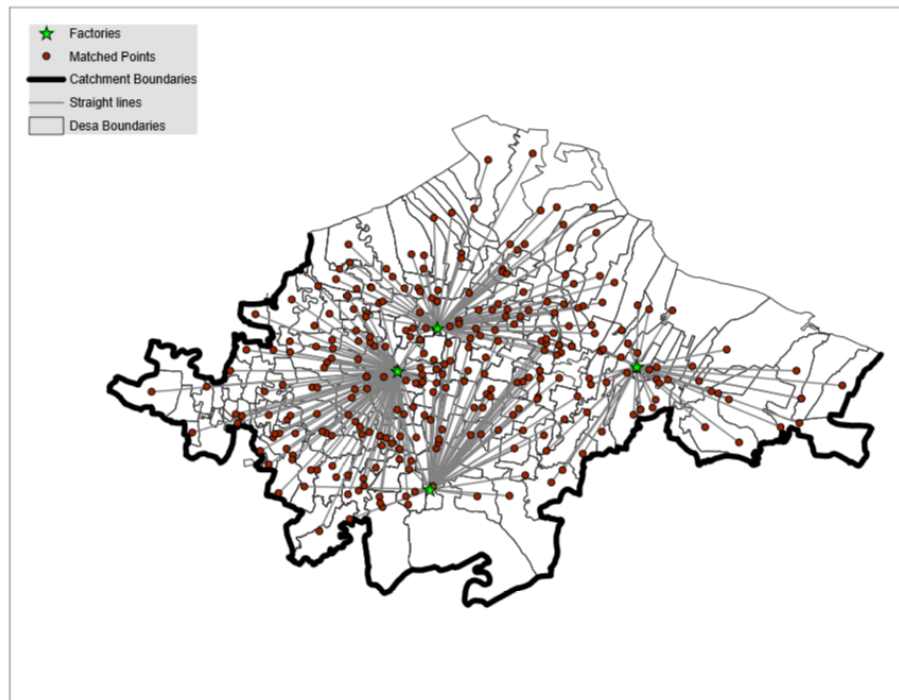 Factories
Matched Points
Catchment Boundaries
Straight lines
Desa Boundaries